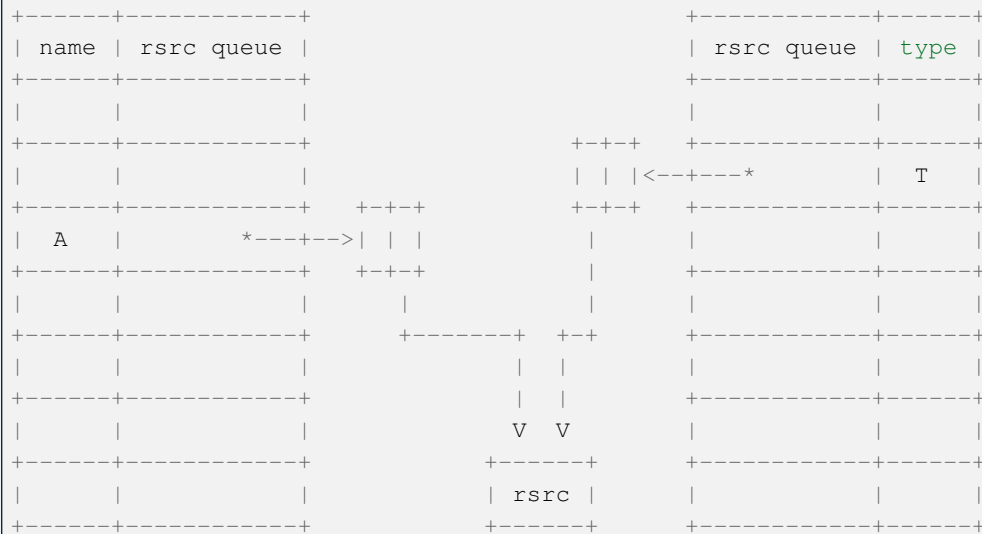 +------+-------------+                           +-------------+------+
| name | rsrc queue |                           | rsrc queue | type |
+------+-------------+                           +-------------+------+
|      |             |                           |             |      |
+------+-------------+                   +-+-+   +-------------+------+
|      |             |                   | | |<--+---*         |  T   |
+------+-------------+   +-+-+           +-+-+   +-------------+------+
|  A   |        *---+-->| | |            |      |             |      |
+------+-------------+   +-+-+            |      +-------------+------+
|      |             |      |             |      |             |      |
+------+-------------+      +--------+  +-+      +-------------+------+
|      |             |               |  |        |             |      |
+------+-------------+               |  |        +-------------+------+
|      |             |               V  V        |             |      |
+------+-------------+             +-------+     +-------------+------+
|      |             |             | rsrc |      |             |      |
+------+-------------+             +-------+     +-------------+------+